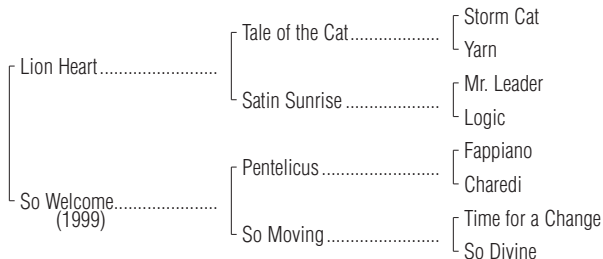 Storm Cat
Tale of the Cat....................
Yarn
Lion Heart.........................
Mr. Leader
Satin Sunrise.....................
Logic
Fappiano
Pentelicus.........................
Charedi
So Welcome......................
(1999)
Time for a Change
So Moving........................
So Divine